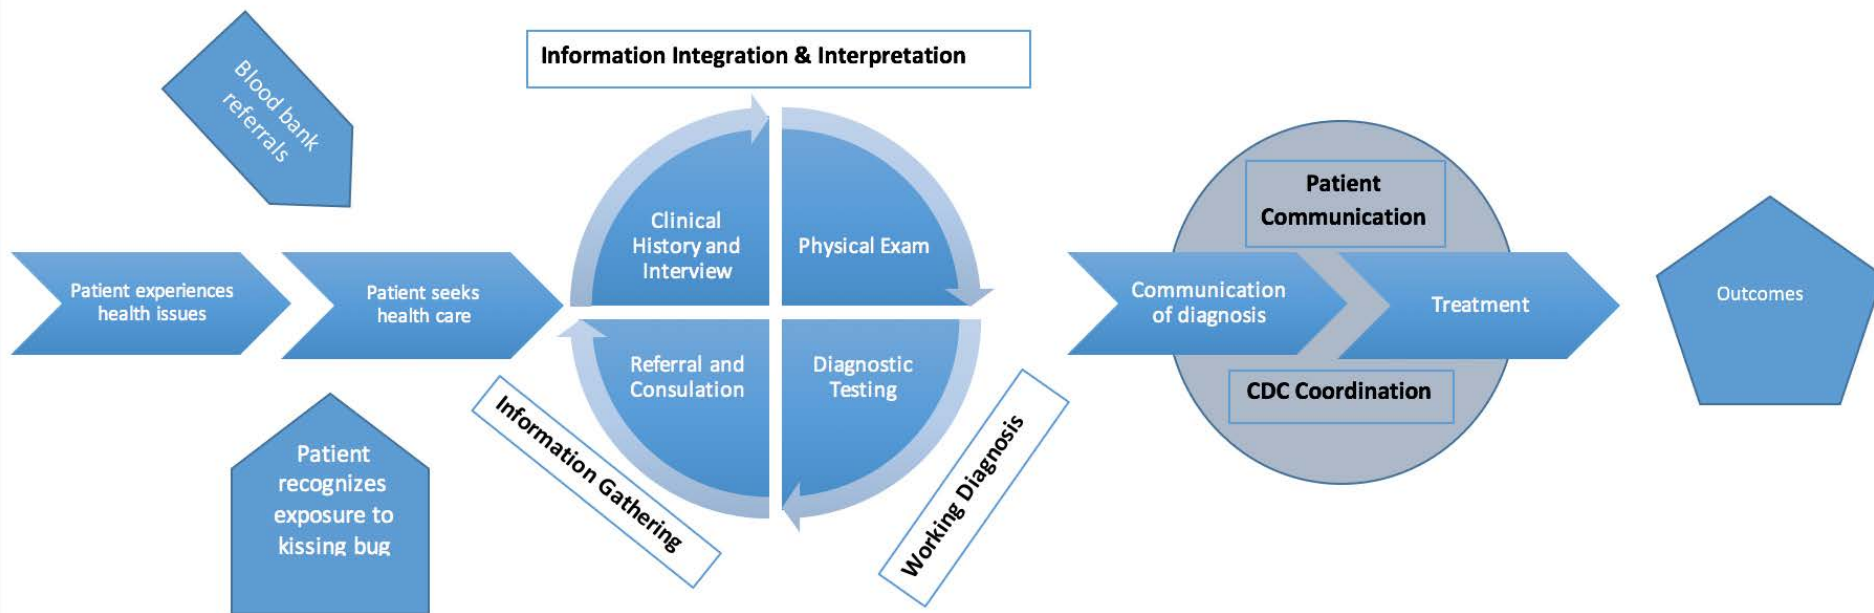 Blood bank
referrals
Patient experiences
health issues
Patient seeks
health care
Patient
recognizes
exposure to
kissing bug
Information Integration & Interpretation
Clinical
History and
Interview
Physical Exam
Referral and
Consulation
Diagnostic
Testing
Information Gathering
Working Diagnosis
Patient
Communication
Communication
of diagnosis
Treatment
CDC Coordination
Outcomes